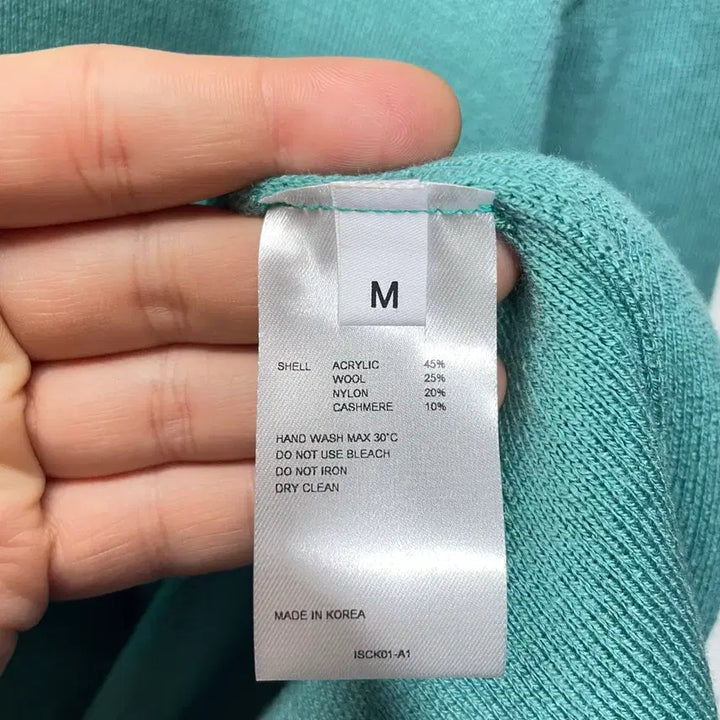 M
SHELL ACRYLIC 45%
WOOL 25%
NYLON 20%
CASHMERE 10%
HAND WASH MAX 30°C
DO NOT USE BLEACH
DO NOT IRON
DRY CLEAN
MADE IN KOREA
ISCK01-A1